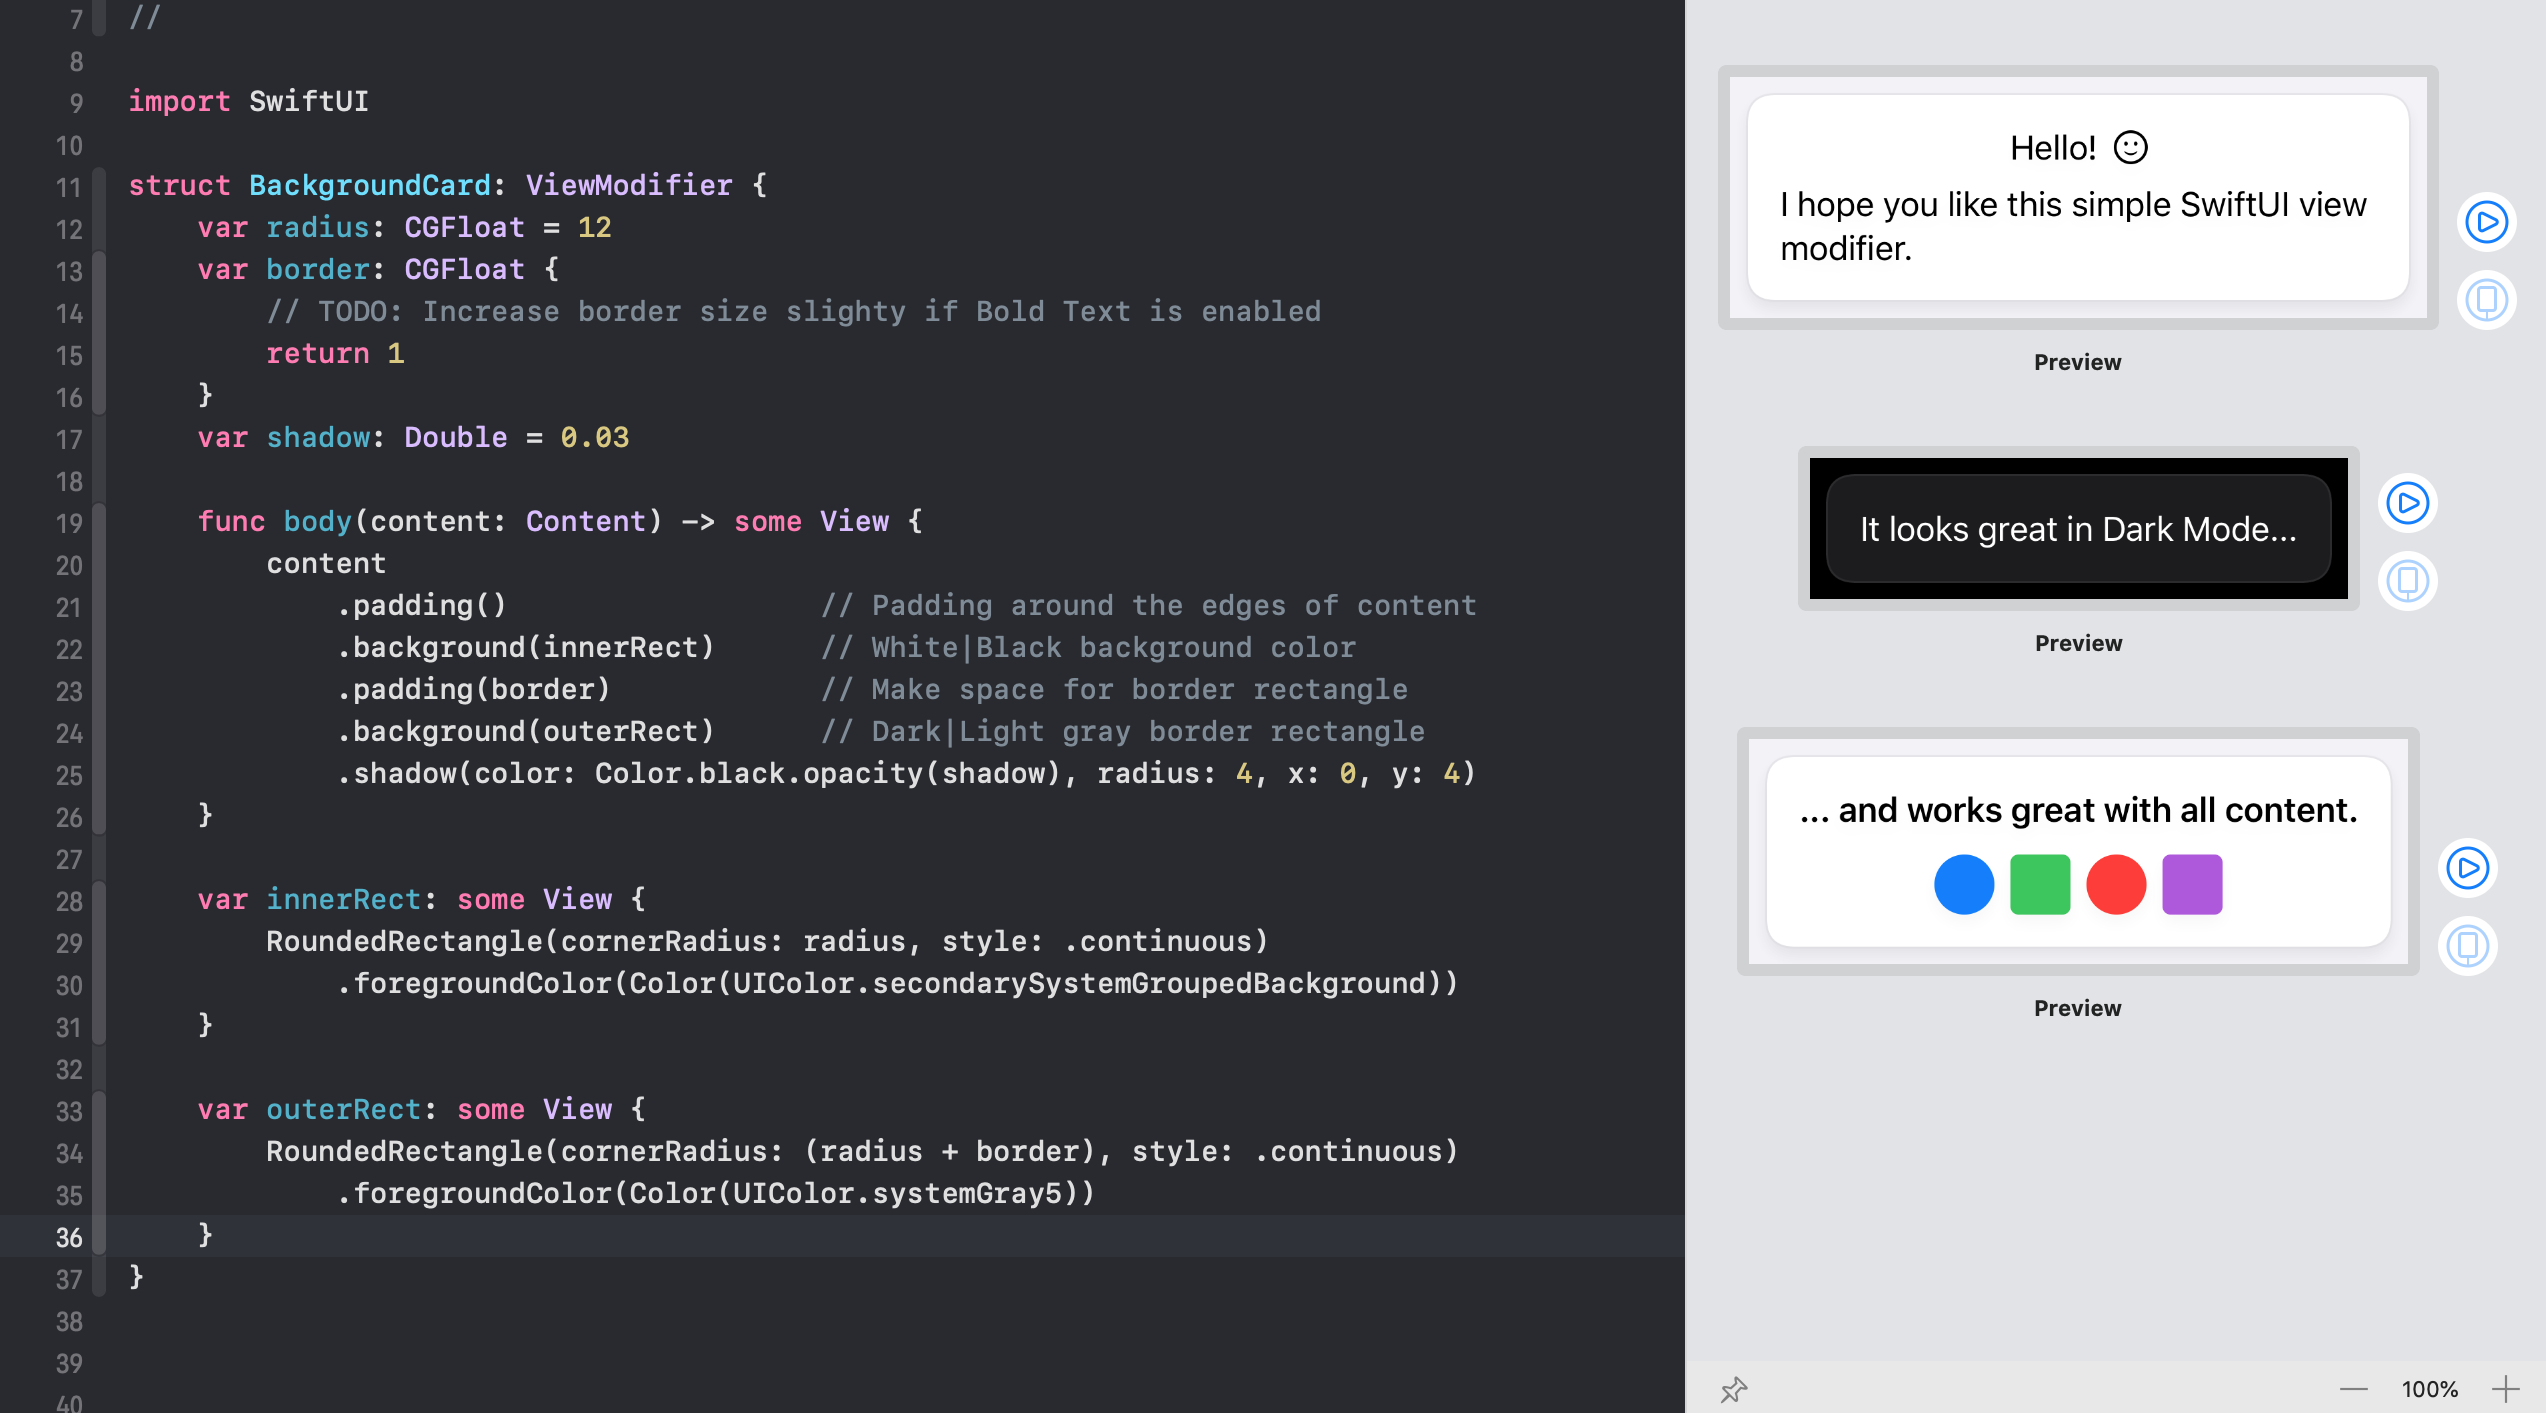 7 //
8
9 import SwiftUI
10
11 struct BackgroundCard: ViewModifier {
12     var radius: CGFloat = 12
13     var border: CGFloat {
14         // TODO: Increase border size slighty if Bold Text is enabled
15         return 1
16     }
17     var shadow: Double = 0.03
18
19     func body(content: Content) -> some View {
20         content
21             .padding()                  // Padding around the edges of content
22             .background(innerRect)      // White|Black background color
23             .padding(border)            // Make space for border rectangle
24             .background(outerRect)      // Dark|Light gray border rectangle
25             .shadow(color: Color.black.opacity(shadow), radius: 4, x: 0, y: 4)
26     }
27
28     var innerRect: some View {
29         RoundedRectangle(cornerRadius: radius, style: .continuous)
30             .foregroundColor(Color(UIColor.secondarySystemGroupedBackground))
31     }
32
33     var outerRect: some View {
34         RoundedRectangle(cornerRadius: (radius + border), style: .continuous)
35             .foregroundColor(Color(UIColor.systemGray5))
36     }
37 }
38
39
40
Hello!
I hope you like this simple SwiftUI view
modifier.
Preview
It looks great in Dark Mode...
Preview
... and works great with all content.
Preview
100%